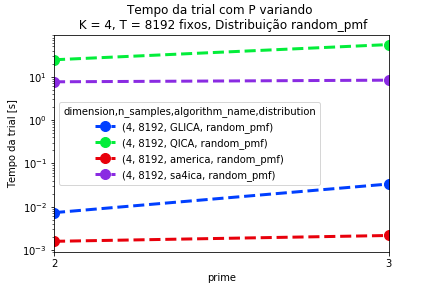 Tempo da trial com P variando
K = 4, T = 8192 fixos, Distribuição random_pmf
Tempo da trial [s]
10¹
10⁰
10⁻¹
10⁻²
10⁻³
dimension,n_samples,algorithm_name,distribution
(4, 8192, GLICA, random_pmf)
(4, 8192, QICA, random_pmf)
(4, 8192, america, random_pmf)
(4, 8192, sa4ica, random_pmf)
2
3
prime